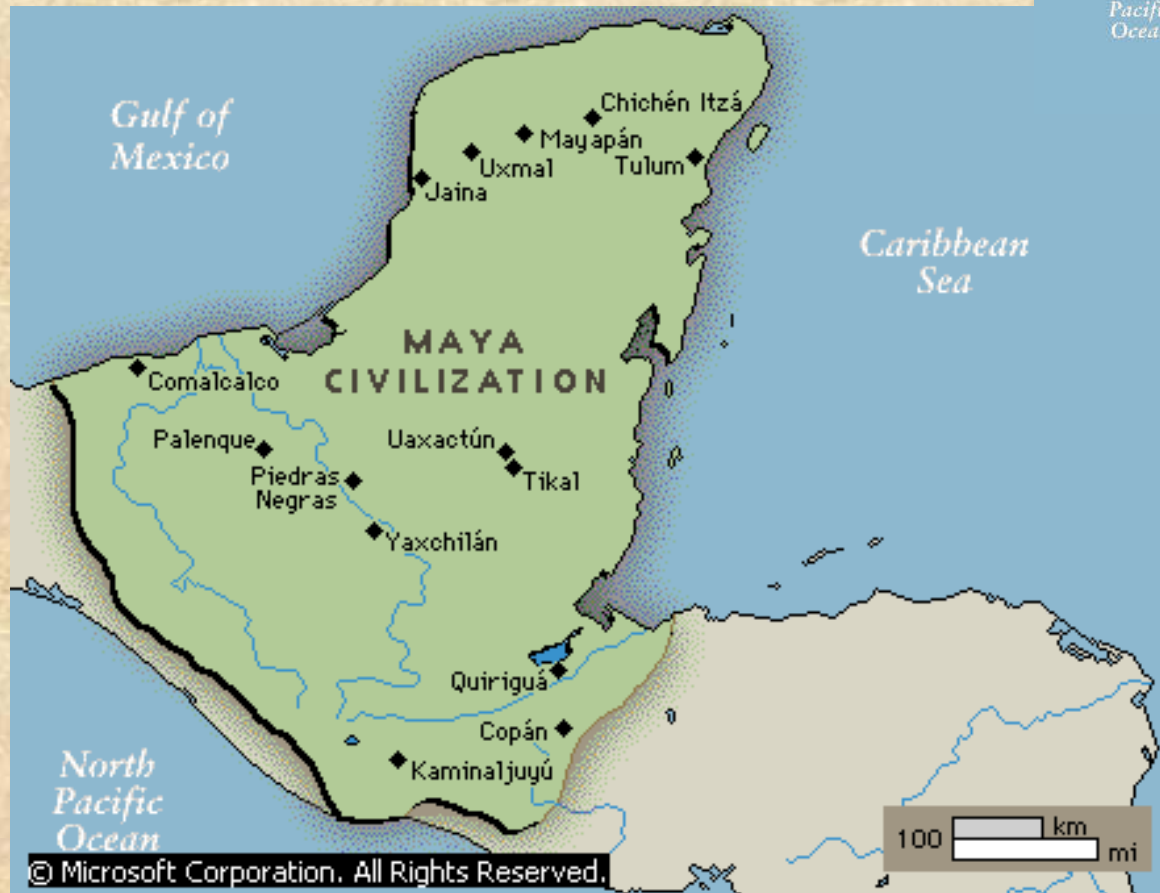 Pacific
Ocean
Gulf of
Mexico
Chichén Itzá
Mayapán
Uxmal
Tulum
Jaina
Caribbean
Sea
MAYA
CIVILIZATION
Comalcalco
Palenque
Uaxactún
Piedras
Negras
Tikal
Yaxchilán
Quiriguá
Copán
Kaminaljuyú
North
Pacific
Ocean
100 km
mi
© Microsoft Corporation. All Rights Reserved.